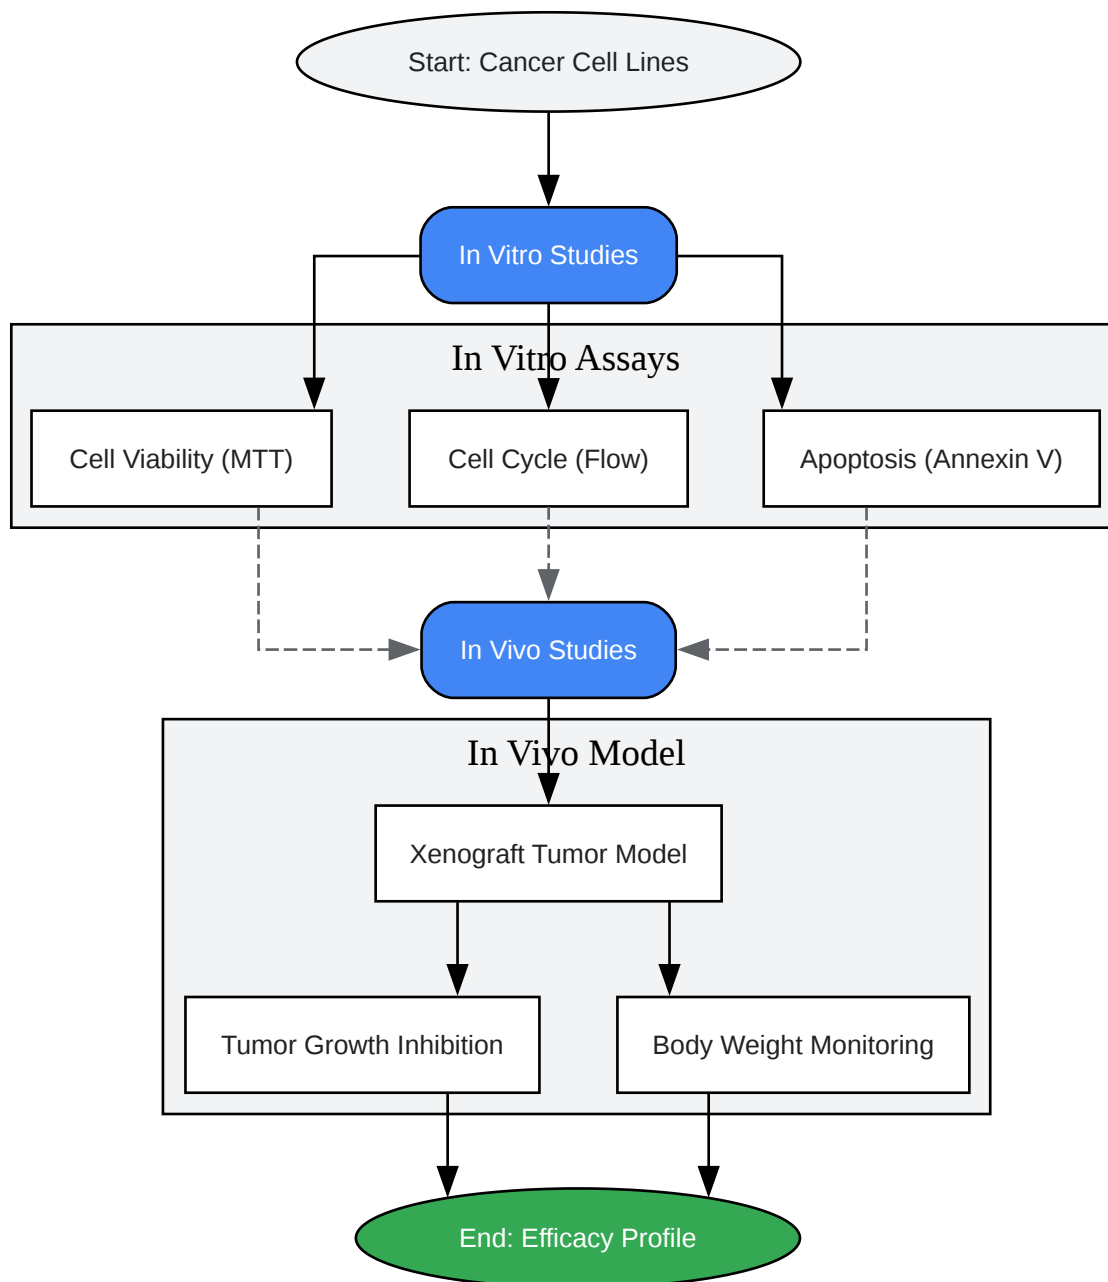 Start: Cancer Cell Lines
In Vitro Studies
In Vitro Assays
Cell Viability (MTT)
Cell Cycle (Flow)
Apoptosis (Annexin V)
In Vivo Studies
In Vivo Model
Xenograft Tumor Model
Tumor Growth Inhibition
Body Weight Monitoring
End: Efficacy Profile